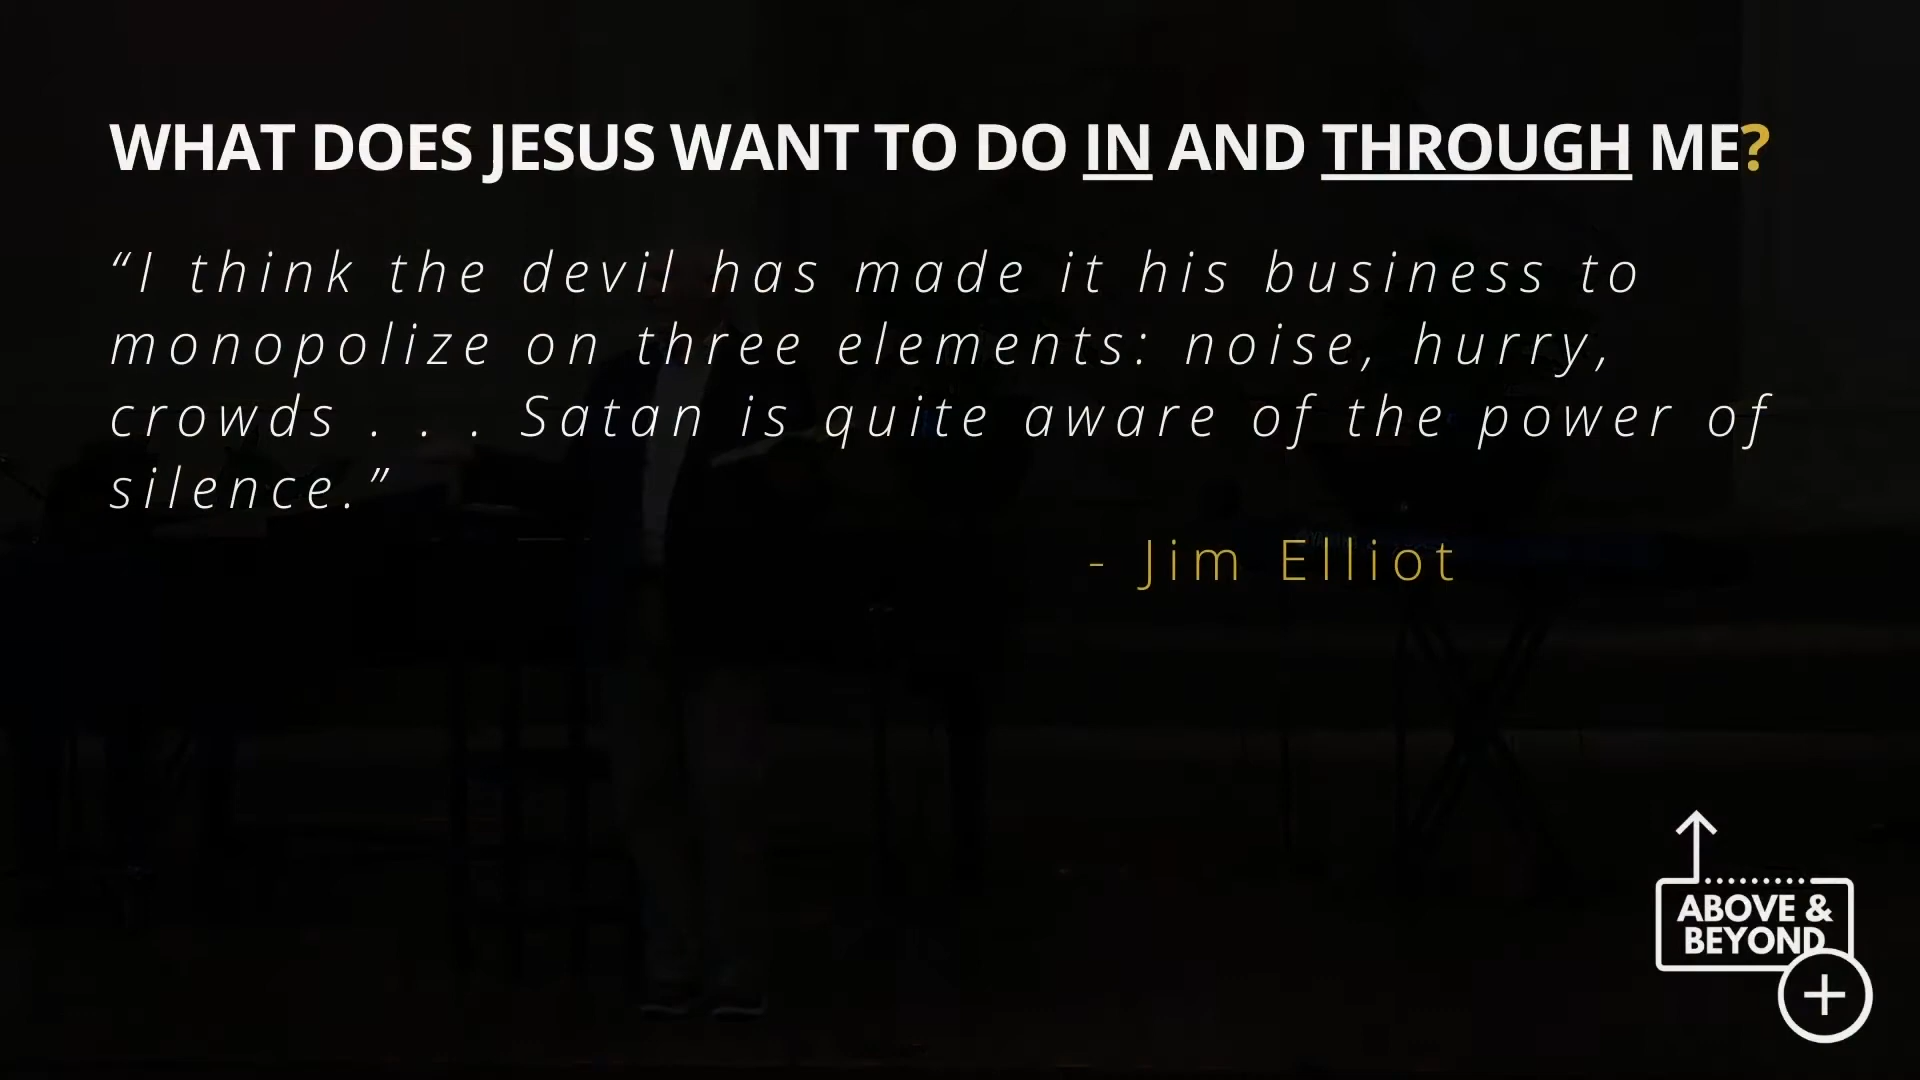 WHAT DOES JESUS WANT TO DO IN AND THROUGH ME?
“I think the devil has made it his business to
monopolize on three elements: noise, hurry,
crowds . . . Satan is quite aware of the power of
silence.”
- Jim Elliot
ABOVE &
BEYOND